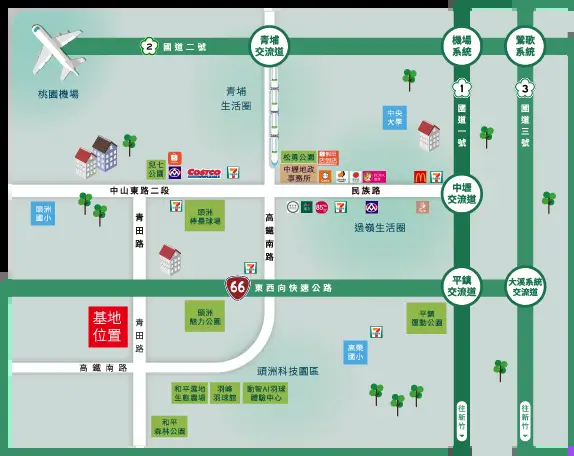 2 國道二號
青埔
交流道
機場
系統
鶯歌
系統
桃園機場
青埔
生活圈
1
國道一號
3
國道三號
中央
大學
兒七
公園
COSTCO
7
松鶴公園
中壢地政
事務所
中山東路二段
民族路
中壢
交流道
頭洲
國小
青田路
頭洲
棒壘球場
高鐵南路
85°C
過嶺生活圈
66
東西向快速公路
平鎮
交流道
大溪系統
交流道
基地
位置
青田路
頭洲
魅力公園
平鎮
運動公園
高榮
國小
高鐵南路
頭洲科技園區
和平濕地
生態農場
羽峰
羽球館
動智AI羽球
體驗中心
和平
森林公園
往新竹
往新竹